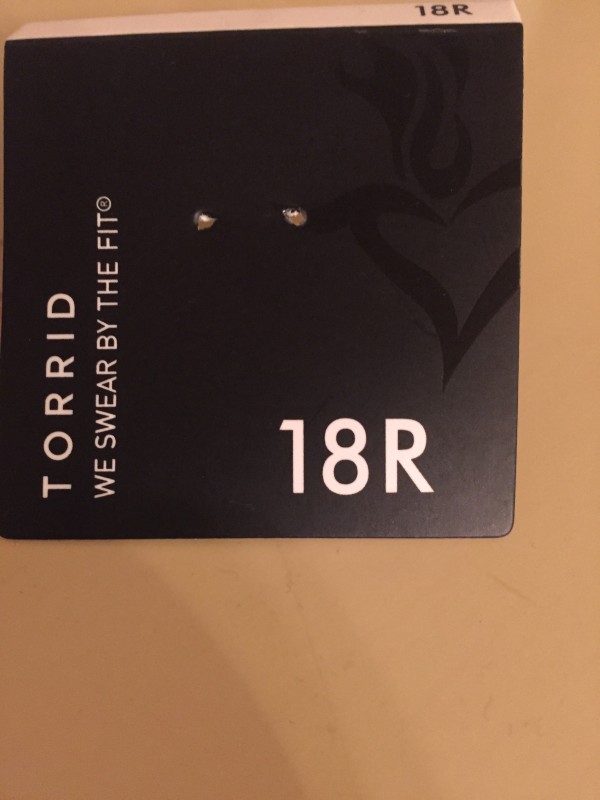 18R
TORRID
WE SWEAR BY THE FIT®
18R